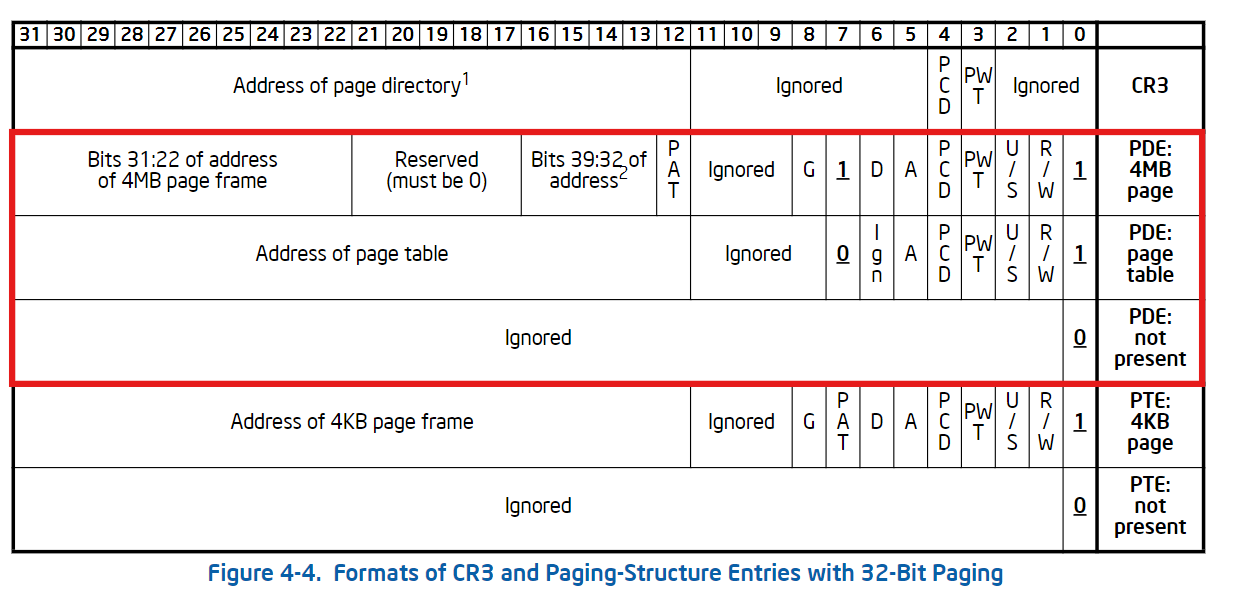 31 30 29 28 27 26 25 24 23 22 21 20 19 18 17 16 15 14 13 12 11 10 9 8 7 6 5 4 3 2 1 0
Address of page directory1 Ignored PCD PWT Ignored CR3
Bits 31:22 of address
of 4MB page frame
Reserved
(must be 0)
Bits 39:32 of
address2
PAT
Ignored
G
1
D
A
PCD
PWT
U/S
R/W
1
PDE:
4MB
page
Address of page table
Ignored
0
Ign
A
PCD
PWT
U/S
R/W
1
PDE:
page
table
Ignored
0
PDE:
not
present
Address of 4KB page frame
Ignored
G
PAT
D
A
PCD
PWT
U/S
R/W
1
PTE:
4KB
page
Ignored
0
PTE:
not
present
Figure 4-4. Formats of CR3 and Paging-Structure Entries with 32-Bit Paging